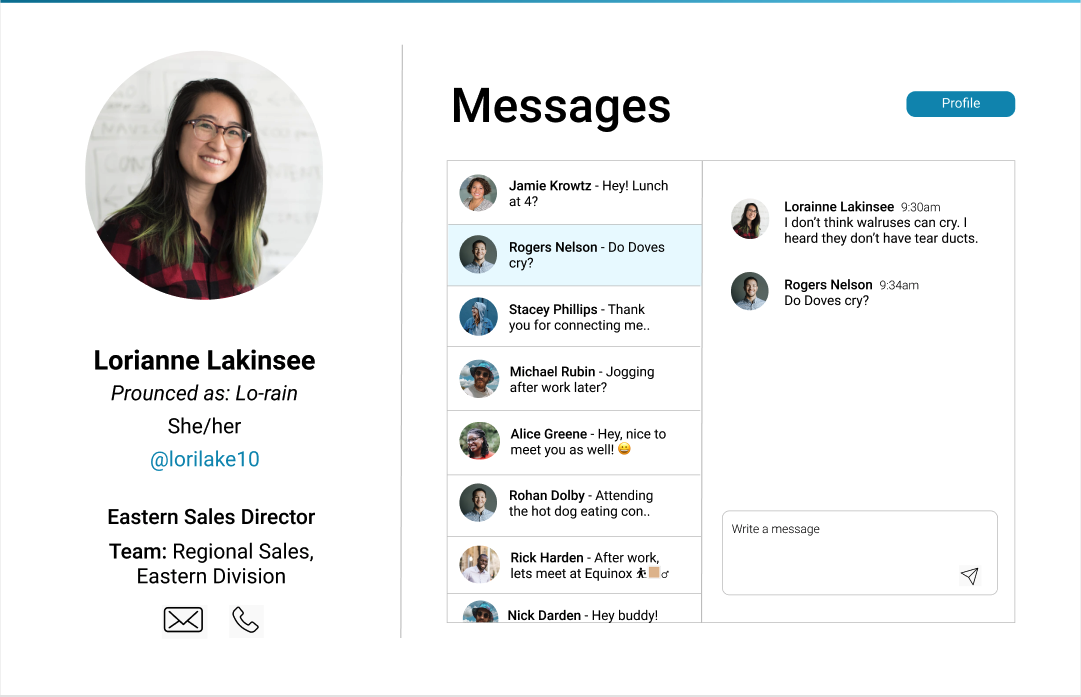 Lorianne Lakinsee
Prounced as: Lo-rain
She/her
@lorilake10
Eastern Sales Director
Team: Regional Sales,
Eastern Division
Messages
Profile
Jamie Krowtz - Hey! Lunch
at 4?
Rogers Nelson - Do Doves
cry?
Stacey Phillips - Thank
you for connecting me..
Michael Rubin - Jogging
after work later?
Alice Greene - Hey, nice to
meet you as well! 😀
Rohan Dolby - Attending
the hot dog eating con..
Rick Harden - After work,
lets meet at Equinox 🚶🏼♂
Nick Darden - Hey buddy!
Lorainne Lakinsee 9:30am
I don’t think walruses can cry. I
heard they don’t have tear ducts.
Rogers Nelson 9:34am
Do Doves cry?
Write a message